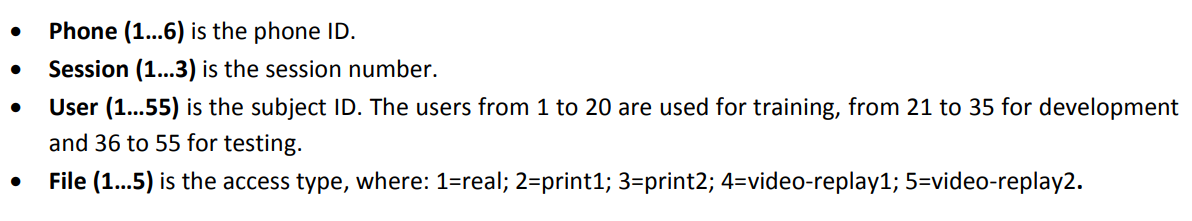 • Phone (1...6) is the phone ID.
• Session (1...3) is the session number.
• User (1...55) is the subject ID. The users from 1 to 20 are used for training, from 21 to 35 for development
and 36 to 55 for testing.
• File (1...5) is the access type, where: 1=real; 2=print1; 3=print2; 4=video-replay1; 5=video-replay2.